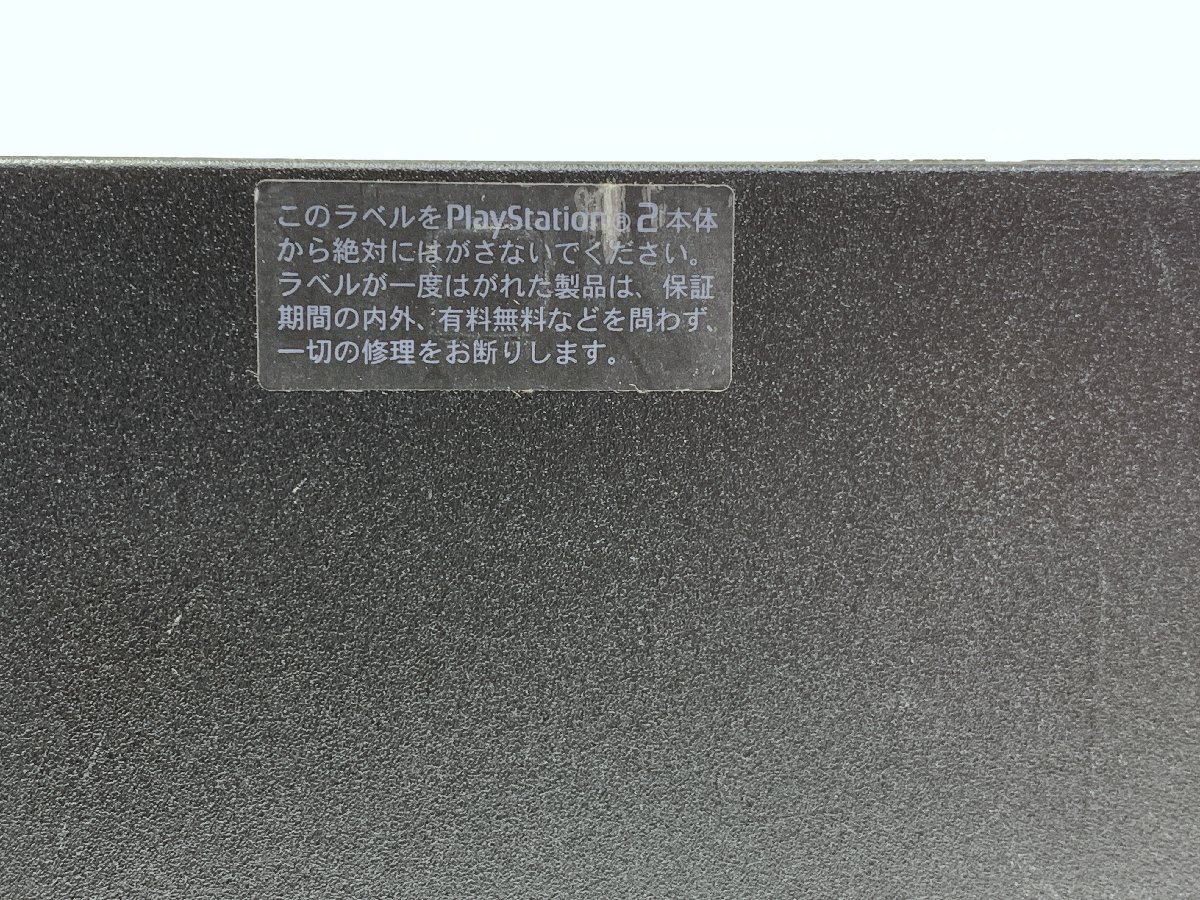 このラベルをPlayStation®2本体
から絶対にはがさないでください。
ラベルが一度はがれた製品は、保証
期間の内外、有料無料などを問わず、
一切の修理をお断りします。